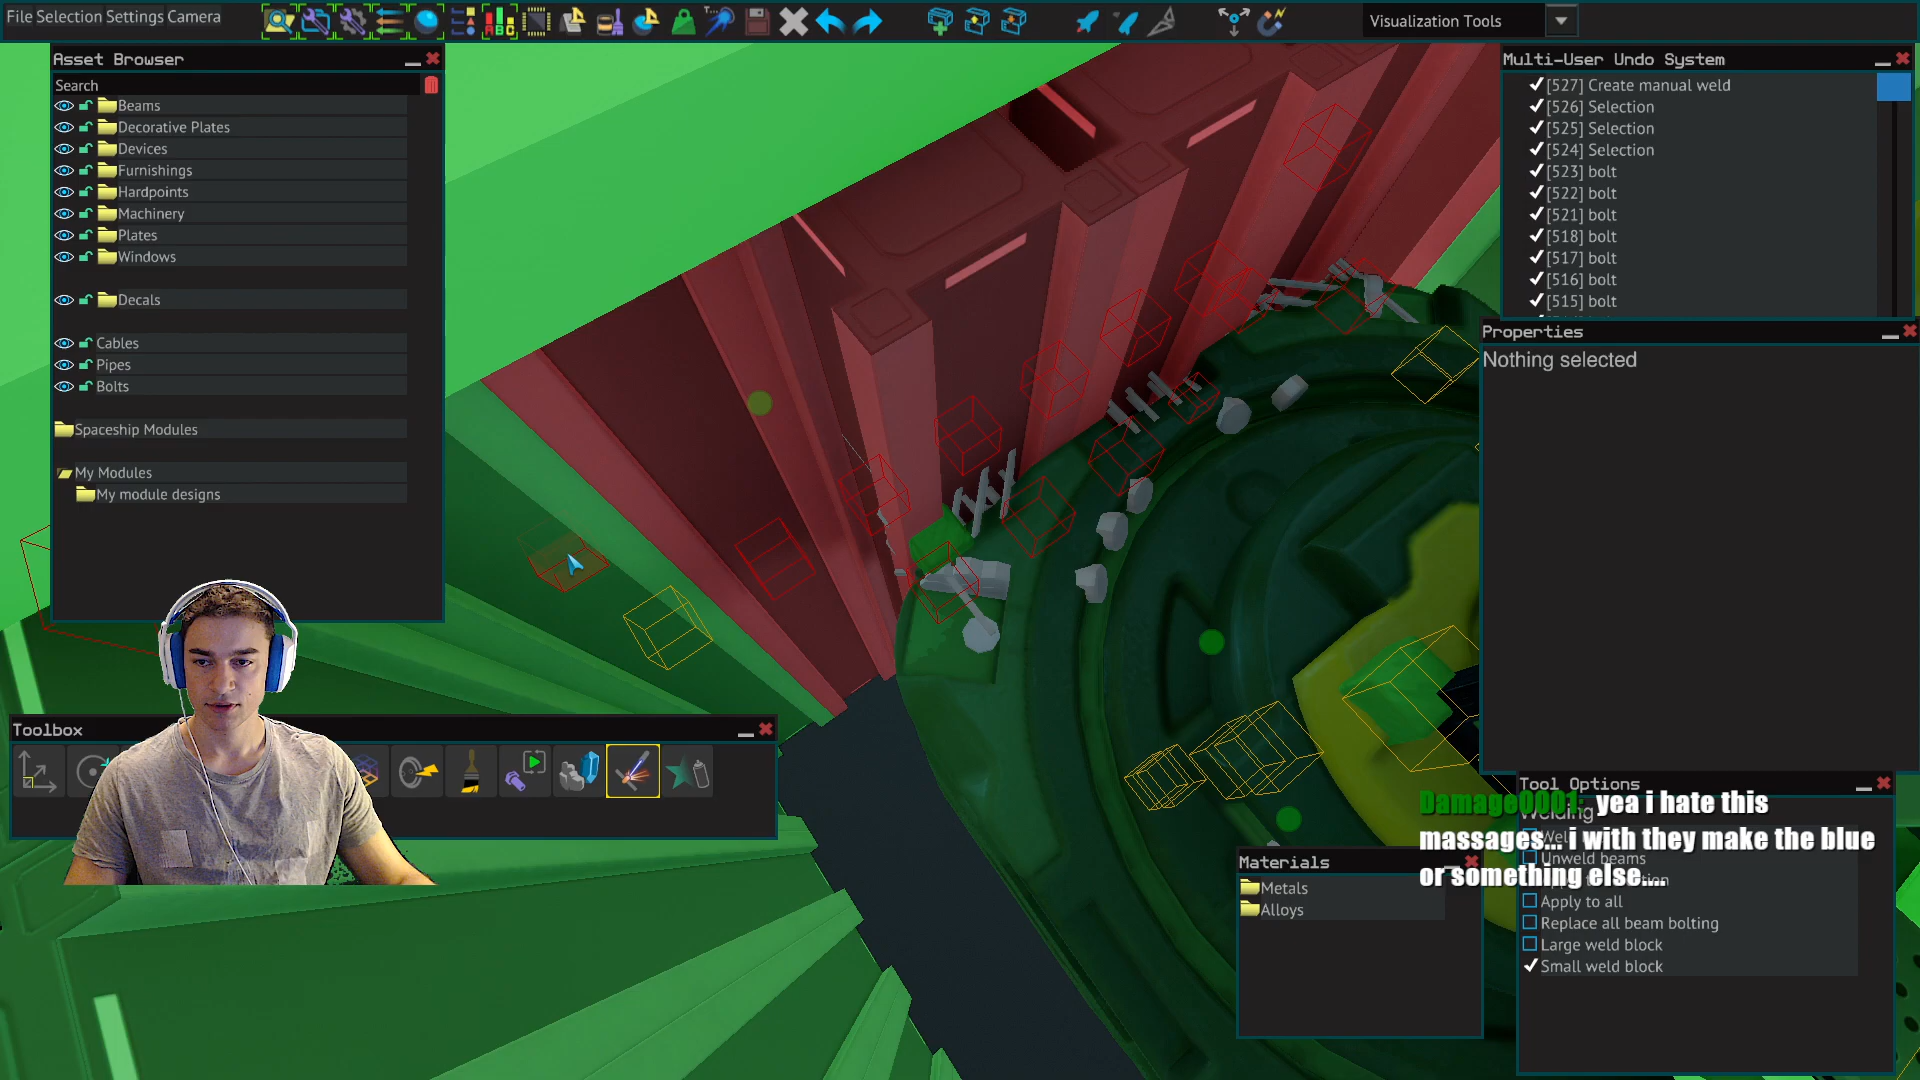 File Selection Settings Camera
Visualization Tools
Asset Browser
Search
Beams
Decorative Plates
Devices
Furnishings
Hardpoints
Machinery
Plates
Windows
Decals
Cables
Pipes
Bolts
Spaceship Modules
My Modules
My module designs
Multi-User Undo System
[527] Create manual weld
[526] Selection
[525] Selection
[524] Selection
[523] bolt
[522] bolt
[521] bolt
[518] bolt
[517] bolt
[516] bolt
[515] bolt
Properties
Nothing selected
Toolbox
ABC
Materials
Metals
Alloys
Tool Options
Welding
Damage0001: yea i hate this
massages... i with they make the blue
or something else....
Unweld beams
Apply to all
Replace all beam bolting
Large weld block
Small weld block